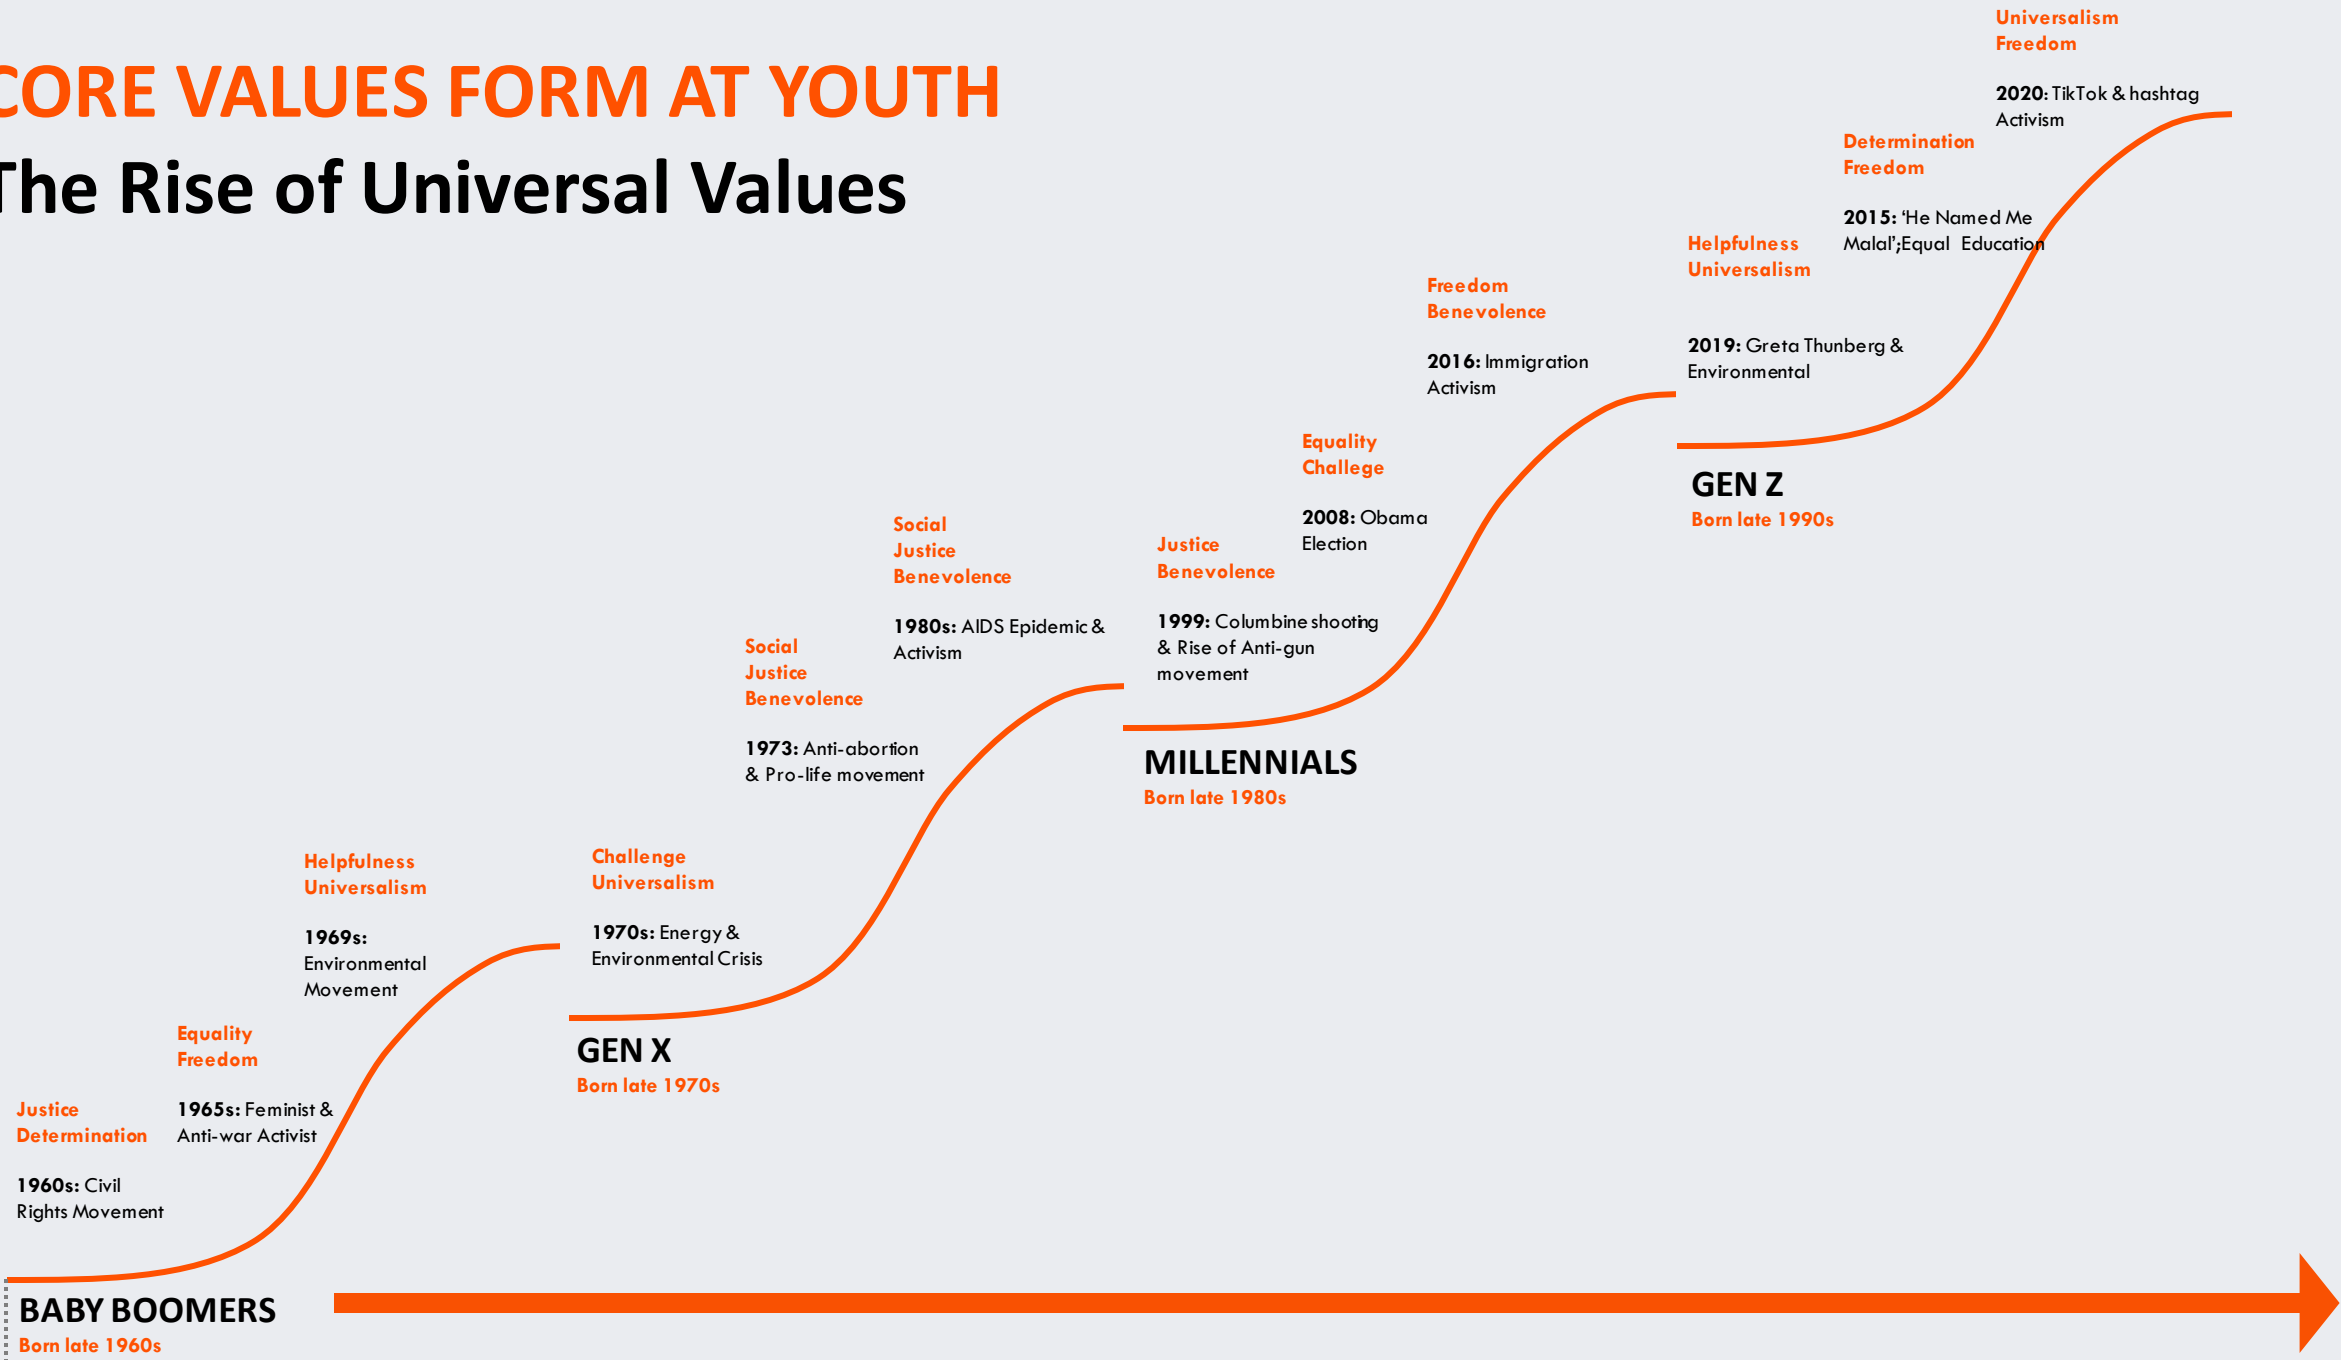 CORE VALUES FORM AT YOUTH
The Rise of Universal Values
Justice
Determination
1960s: Civil
Rights Movement
Equality
Freedom
1965s: Feminist &
Anti-war Activist
Helpfulness
Universalism
1969s:
Environmental
Movement
BABY BOOMERS
Born late 1960s
Challenge
Universalism
1970s: Energy &
Environmental Crisis
Social
Justice
Benevolence
1973: Anti-abortion
& Pro-life movement
Social
Justice
Benevolence
1980s: AIDS Epidemic &
Activism
GEN X
Born late 1970s
Justice
Benevolence
1999: Columbine shooting
& Rise of Anti-gun
movement
Equality
Challege
2008: Obama
Election
Freedom
Benevolence
2016: Immigration
Activism
MILLENNIALS
Born late 1980s
Helpfulness
Universalism
2019: Greta Thunberg &
Environmental
Determination
Freedom
2015: ‘He Named Me
Malal’;Equal Education
Universalism
Freedom
2020: TikTok & hashtag
Activism
GEN Z
Born late 1990s